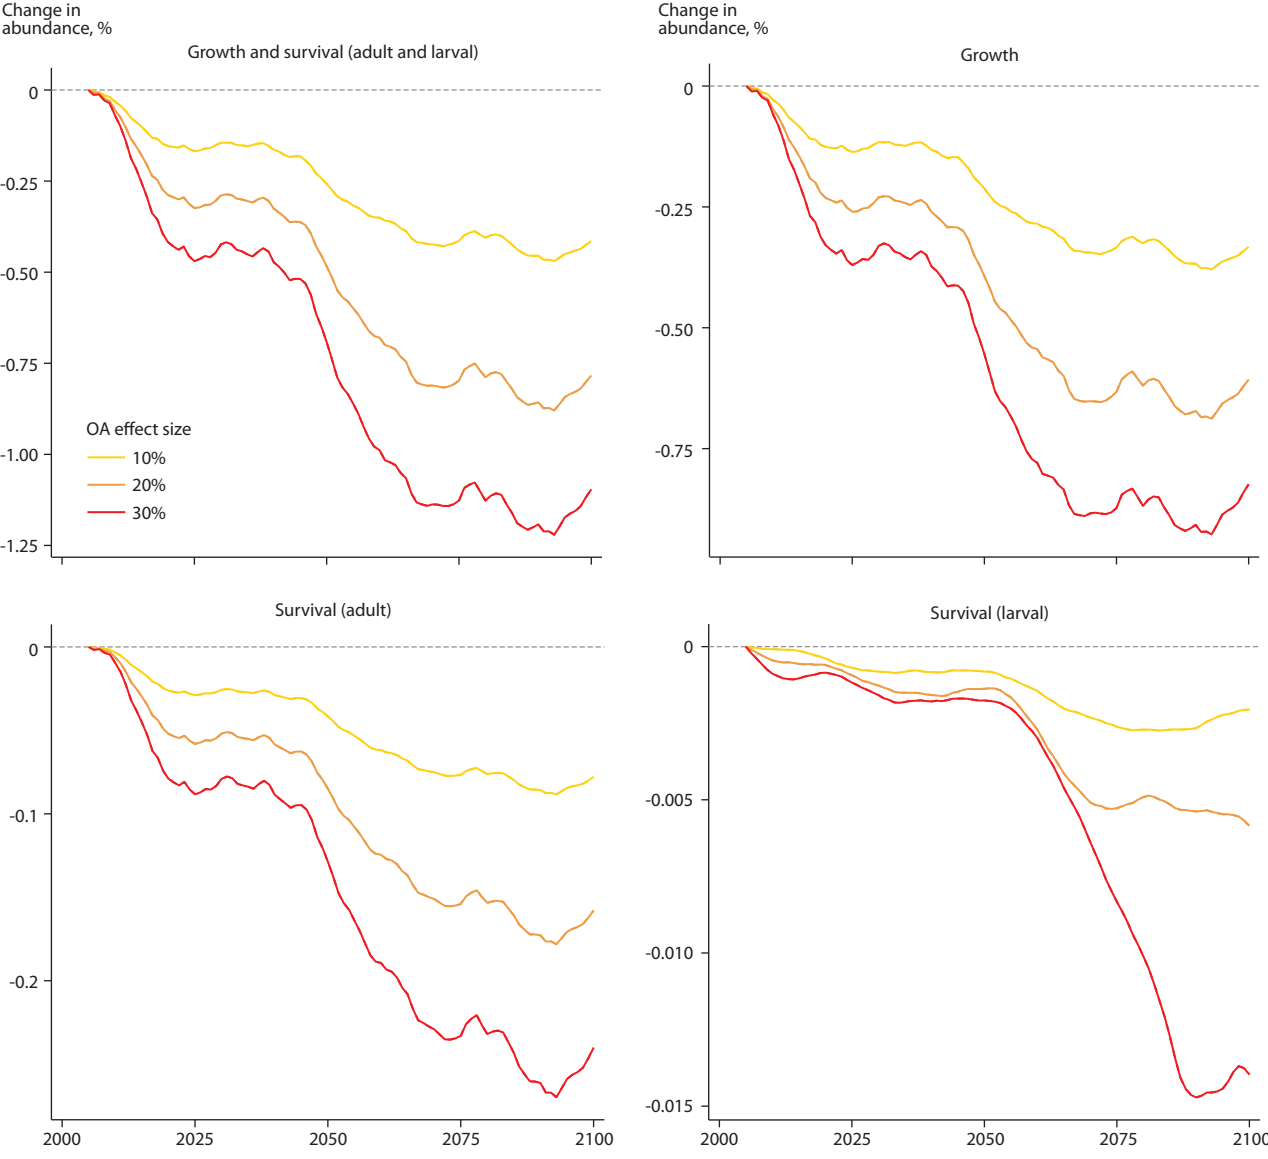 Change in
abundance, %
Growth and survival (adult and larval)
0
-0.25
-0.50
-0.75
-1.00
-1.25
OA effect size
10%
20%
30%
Change in
abundance, %
Growth
0
-0.25
-0.50
-0.75
Survival (adult)
0
-0.1
-0.2
2000 2025 2050 2075 2100
Survival (larval)
0
-0.005
-0.010
-0.015
2000 2025 2050 2075 2100